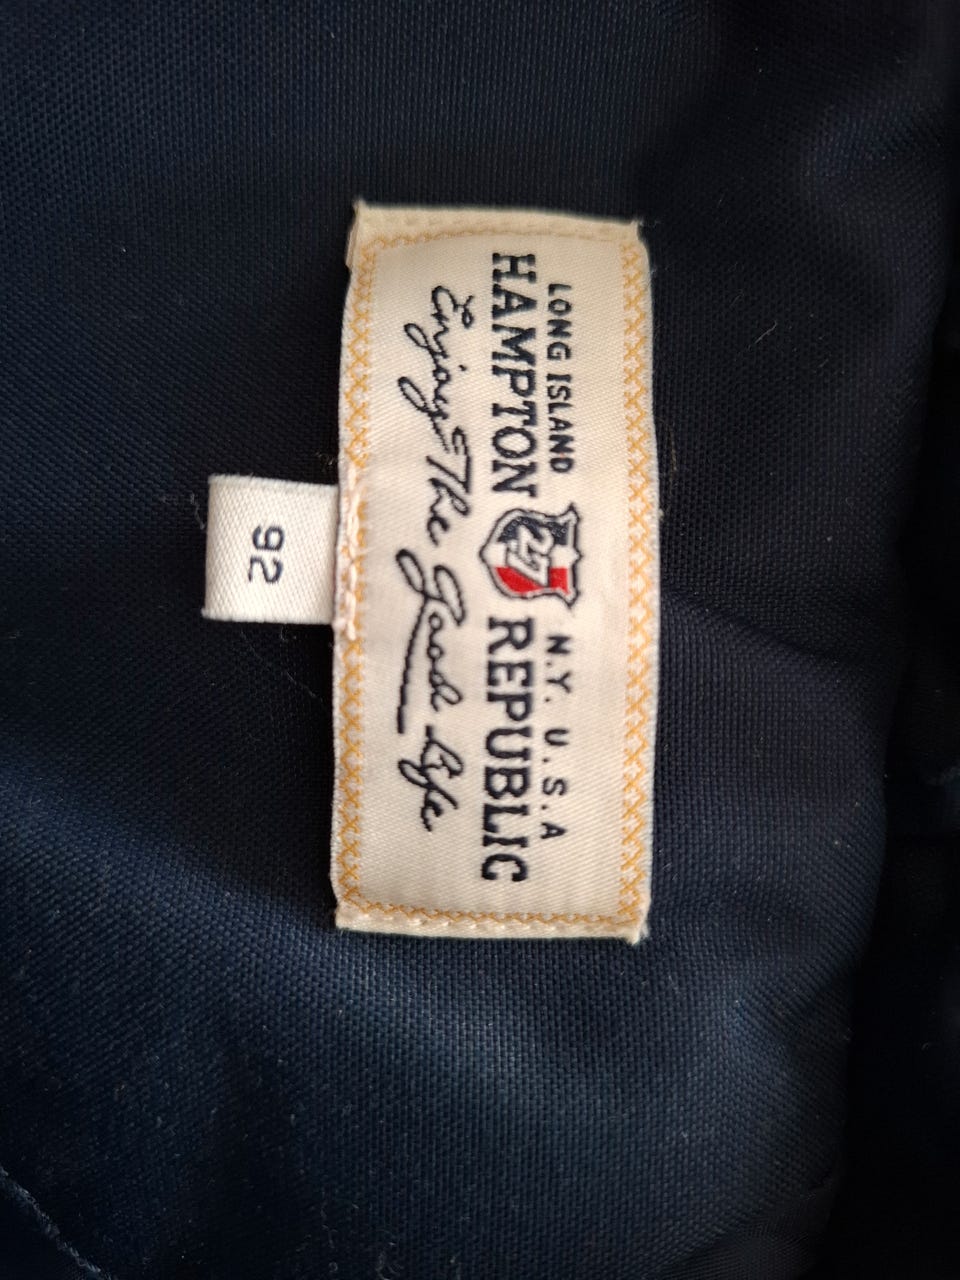 LONG ISLAND N.Y. U.S.A
HAMPTON 27 REPUBLIC
Enjoy The Good Life
92